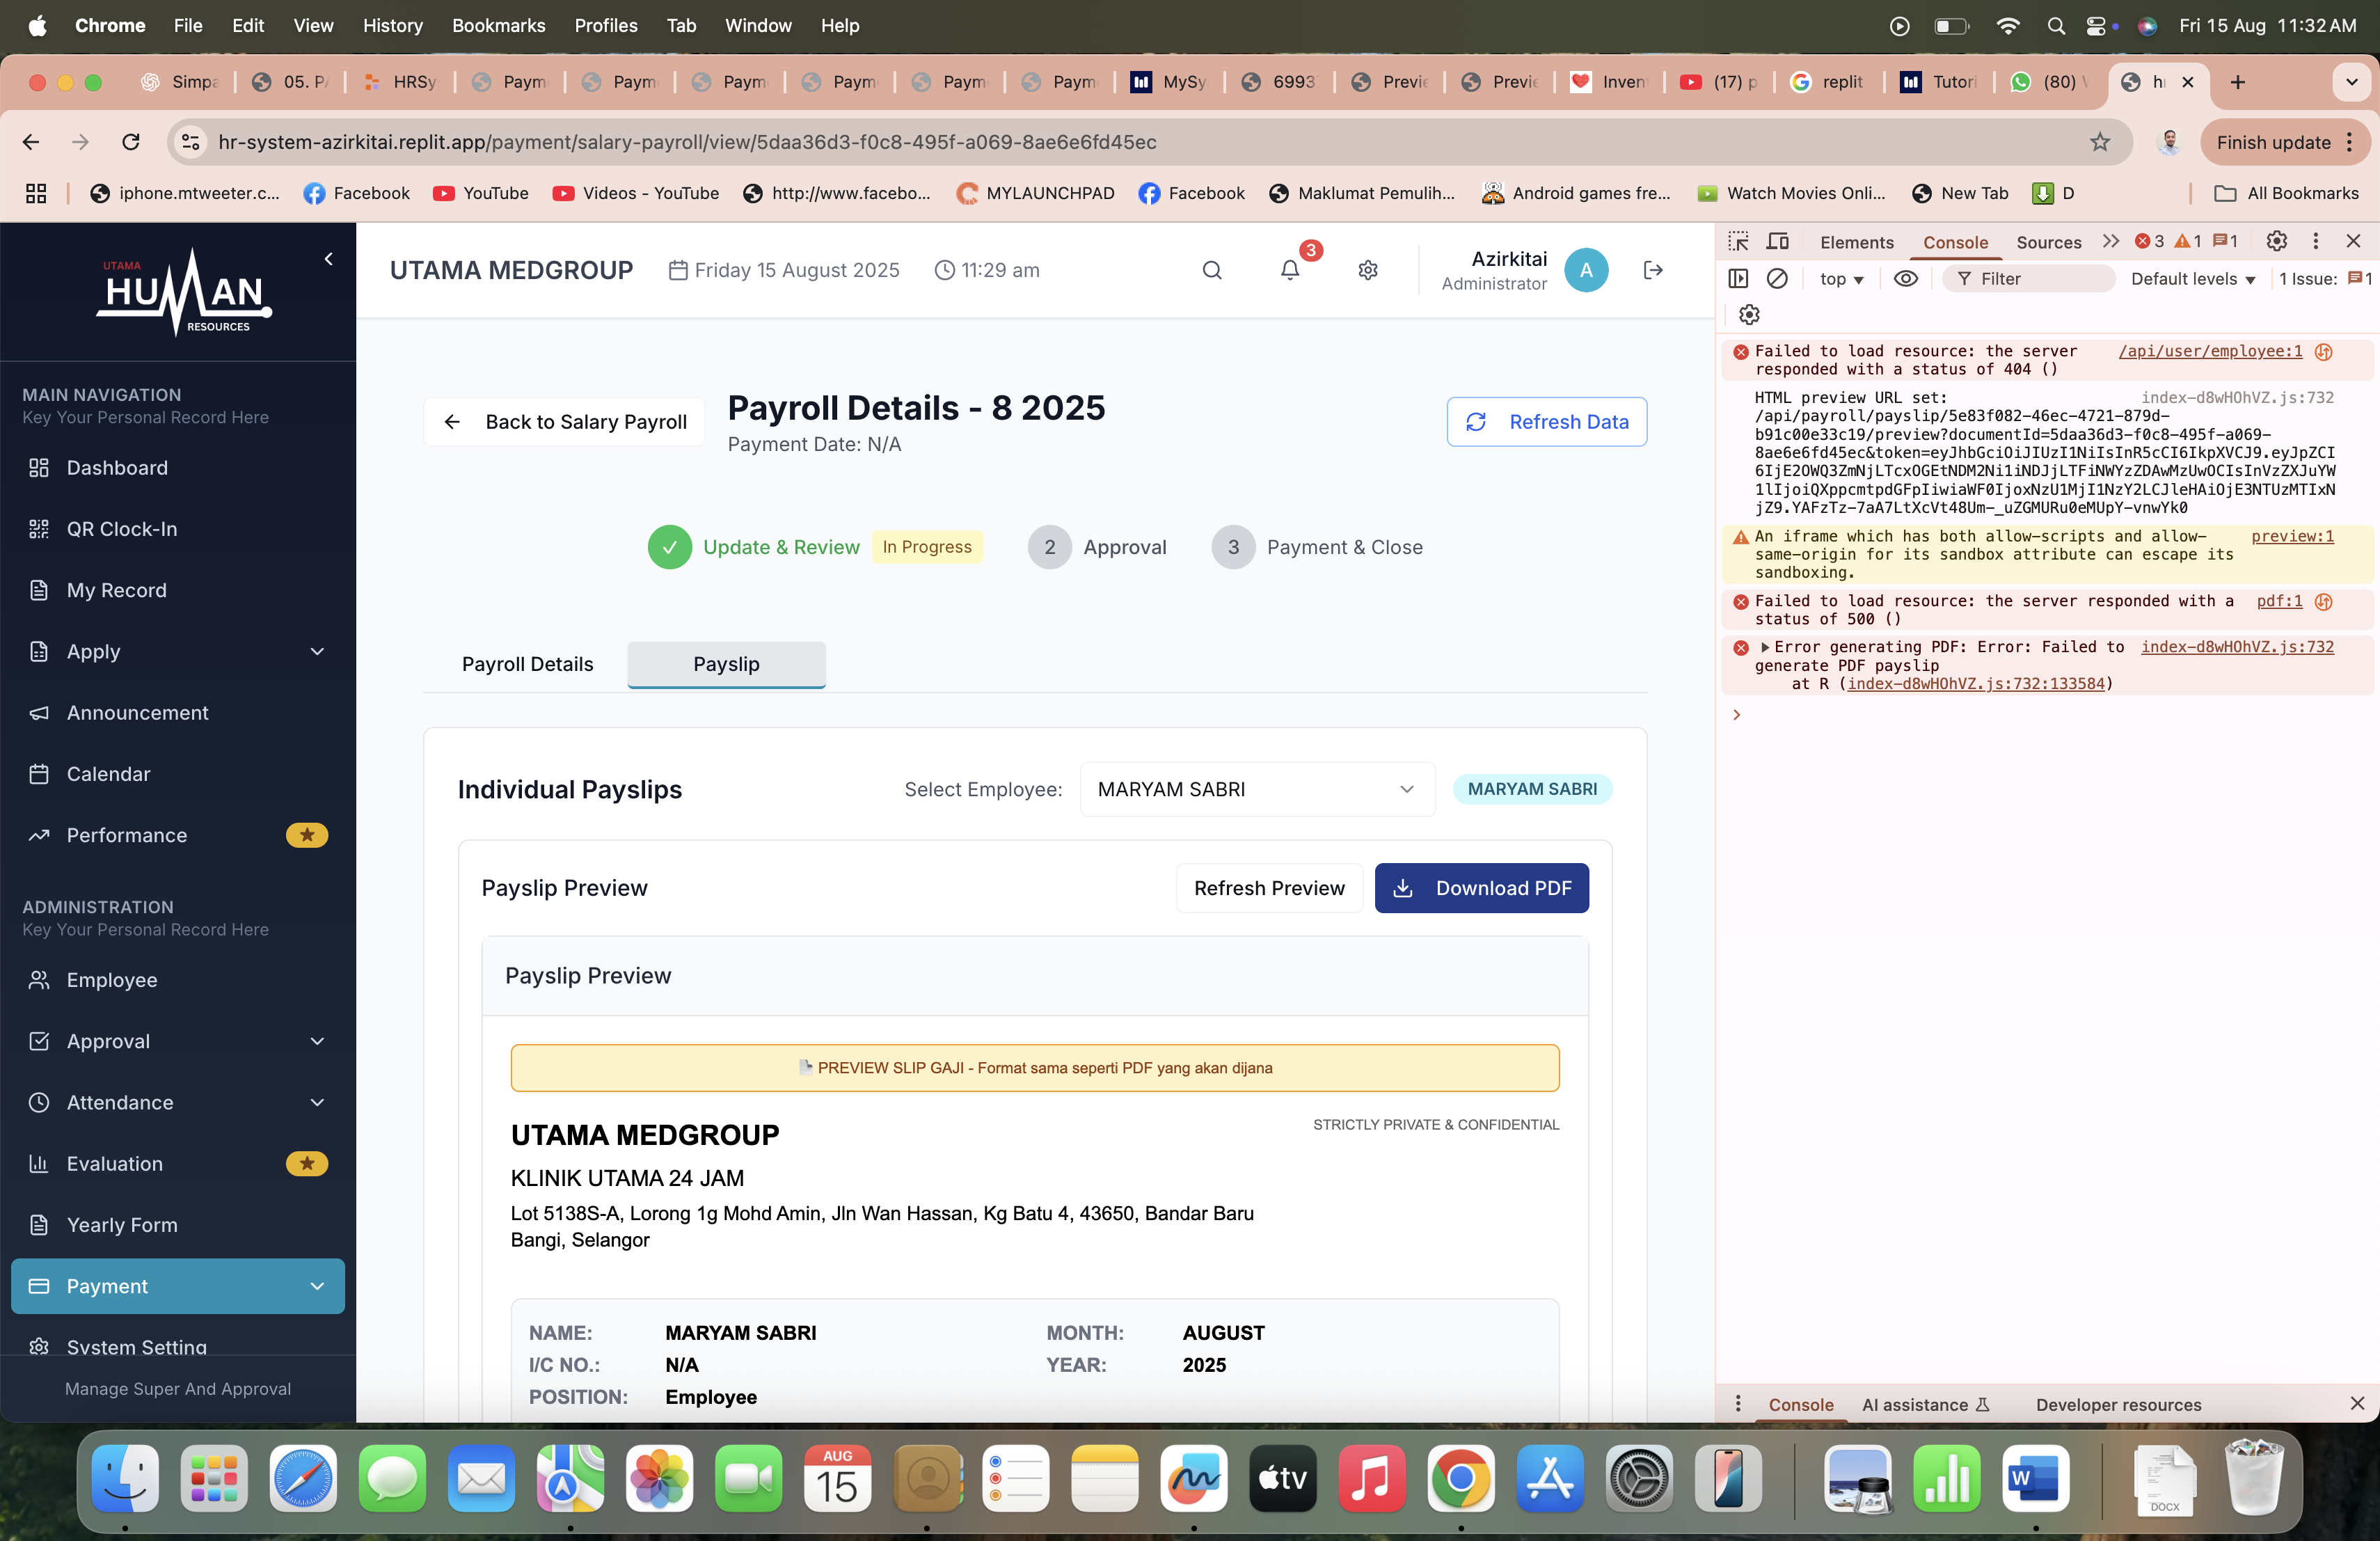 Chrome File Edit View History Bookmarks Profiles Tab Window Help Fri 15 Aug 11:32 AM
Simpa 05. P HRSy Paym Paym Paym Paym Paym Paym MySy 6993 Previe Previe Inven (17) p replit Tutori (80) hr
hr-system-azirkitai.replit.app/payment/salary-payroll/view/5daa36d3-f0c8-495f-a069-8ae6e6fd45ec Finish update
iphone.mtweeter.c... Facebook YouTube Videos - YouTube http://www.facebo... MYLAUNCHPAD Facebook Maklumat Pemulih... Android games fre... Watch Movies Onli... New Tab D All Bookmarks
UTAMA
HUMAN
RESOURCES
MAIN NAVIGATION
Key Your Personal Record Here
Dashboard
QR Clock-In
My Record
Apply
Announcement
Calendar
Performance
ADMINISTRATION
Key Your Personal Record Here
Employee
Approval
Attendance
Evaluation
Yearly Form
Payment
System Setting
Manage Super And Approval
UTAMA MEDGROUP Friday 15 August 2025 11:29 am 3 Azirkitai A
Administrator
Back to Salary Payroll
Payroll Details - 8 2025
Payment Date: N/A
Refresh Data
Update & Review In Progress 2 Approval 3 Payment & Close
Payroll Details Payslip
Individual Payslips Select Employee: MARYAM SABRI MARYAM SABRI
Payslip Preview Refresh Preview Download PDF
Payslip Preview
PREVIEW SLIP GAJI - Format sama seperti PDF yang akan dijana
UTAMA MEDGROUP STRICTLY PRIVATE & CONFIDENTIAL
KLINIK UTAMA 24 JAM
Lot 5138S-A, Lorong 1g Mohd Amin, Jln Wan Hassan, Kg Batu 4, 43650, Bandar Baru
Bangi, Selangor
NAME: MARYAM SABRI MONTH: AUGUST
I/C NO.: N/A YEAR: 2025
POSITION: Employee
Elements Console Sources 3 1 1
top Filter Default levels 1 Issue: 1
Failed to load resource: the server /api/user/employee:1
responded with a status of 404 ()
HTML preview URL set: index-d8wHOhVZ.js:732
/api/payroll/payslip/5e83f082-46ec-4721-879d-
b91c00e33c19/preview?documentId=5daa36d3-f0c8-495f-a069-
8ae6e6fd45ec&token=eyJhbGciOiJIUzI1NiIsInR5cCI6IkpXVCJ9.eyJpZCI
6IjE2OWQ3ZmNjLTcxOGEtNDM2Ni1iNDJjLTFiNWYzZDAwMzUwOCIsInVzZXJuYW
1lIjoiQXppcmtpdGFpIiwiaWF0IjoxNzU1MjI1NzY2LCJleHAiOjE3NTUzMTIxN
jZ9.YAFzTz-7aA7LtXcVt48Um-_uZGMURu0eMUpY-vnwYk0
An iframe which has both allow-scripts and allow- preview:1
same-origin for its sandbox attribute can escape its
sandboxing.
Failed to load resource: the server responded with a pdf:1
status of 500 ()
Error generating PDF: Error: Failed to index-d8wHOhVZ.js:732
generate PDF payslip
at R (index-d8wHOhVZ.js:732:133584)
Console AI assistance Developer resources
AUG
15
tv
W
DOCX